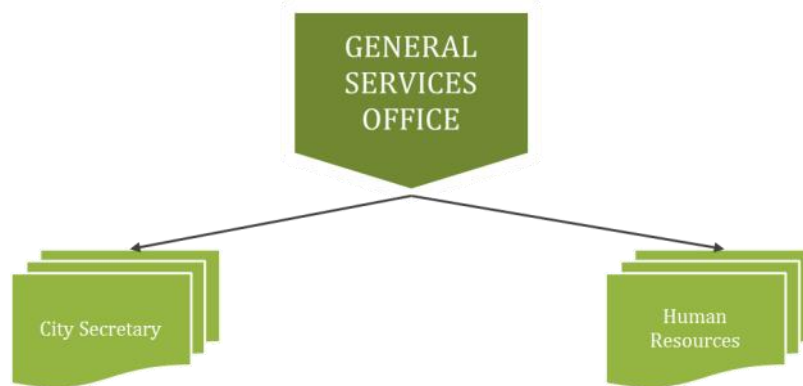 GENERAL
SERVICES
OFFICE
City Secretary
Human
Resources